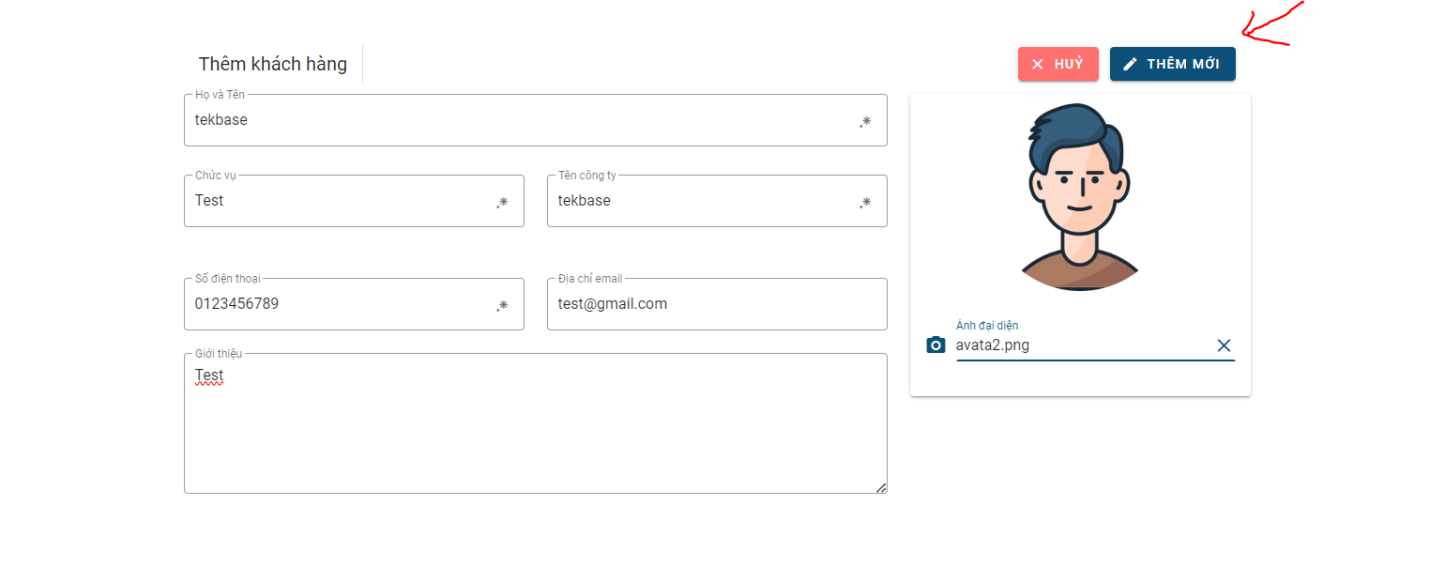 Thêm khách hàng
HUỶ
THÊM MỚI
Họ và Tên
tekbase
Chức vụ
Test
Tên công ty
tekbase
Số điện thoại
0123456789
Địa chỉ email
test@gmail.com
Giới thiệu
Test
Ảnh đại diện
avata2.png